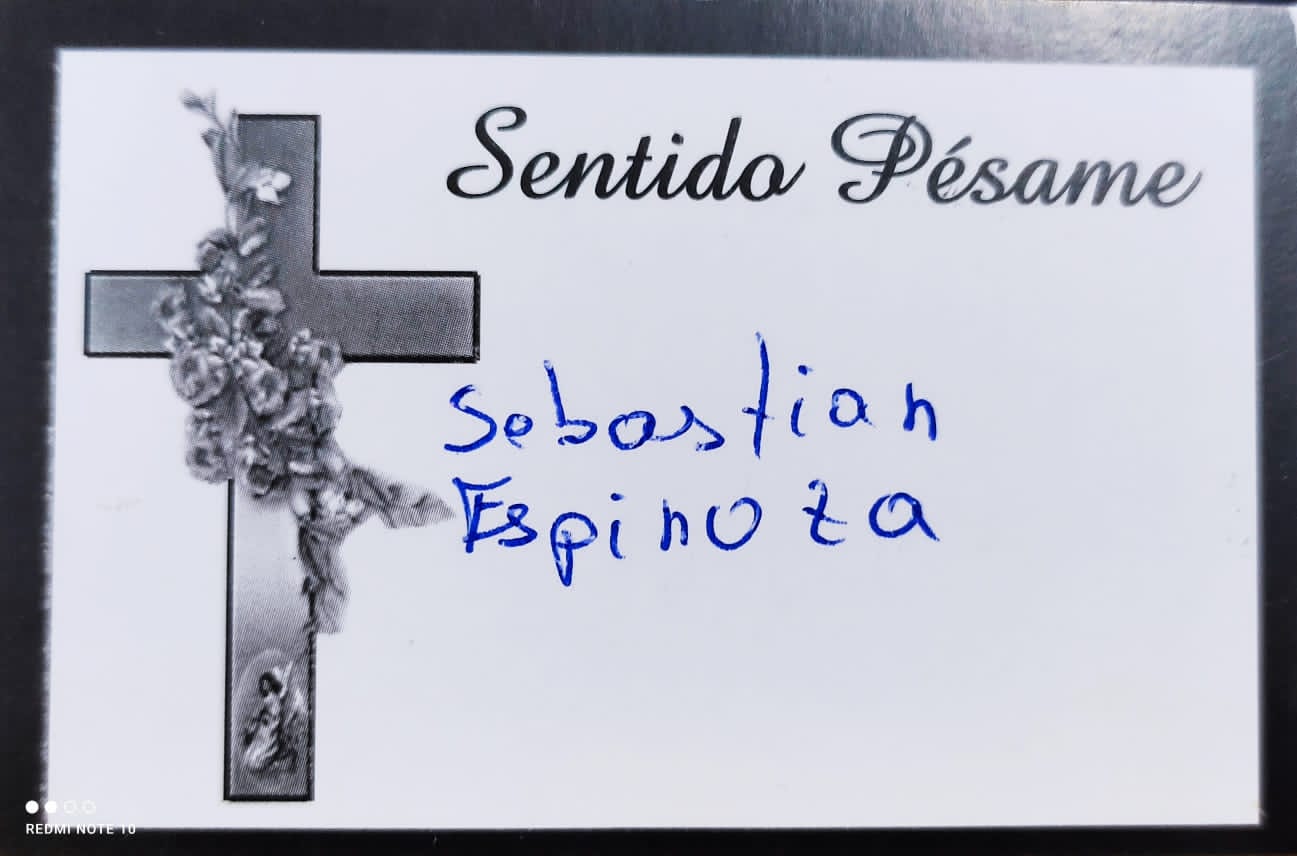 Sentido Pésame
Sebastian
Espinoza
REDMI NOTE 10